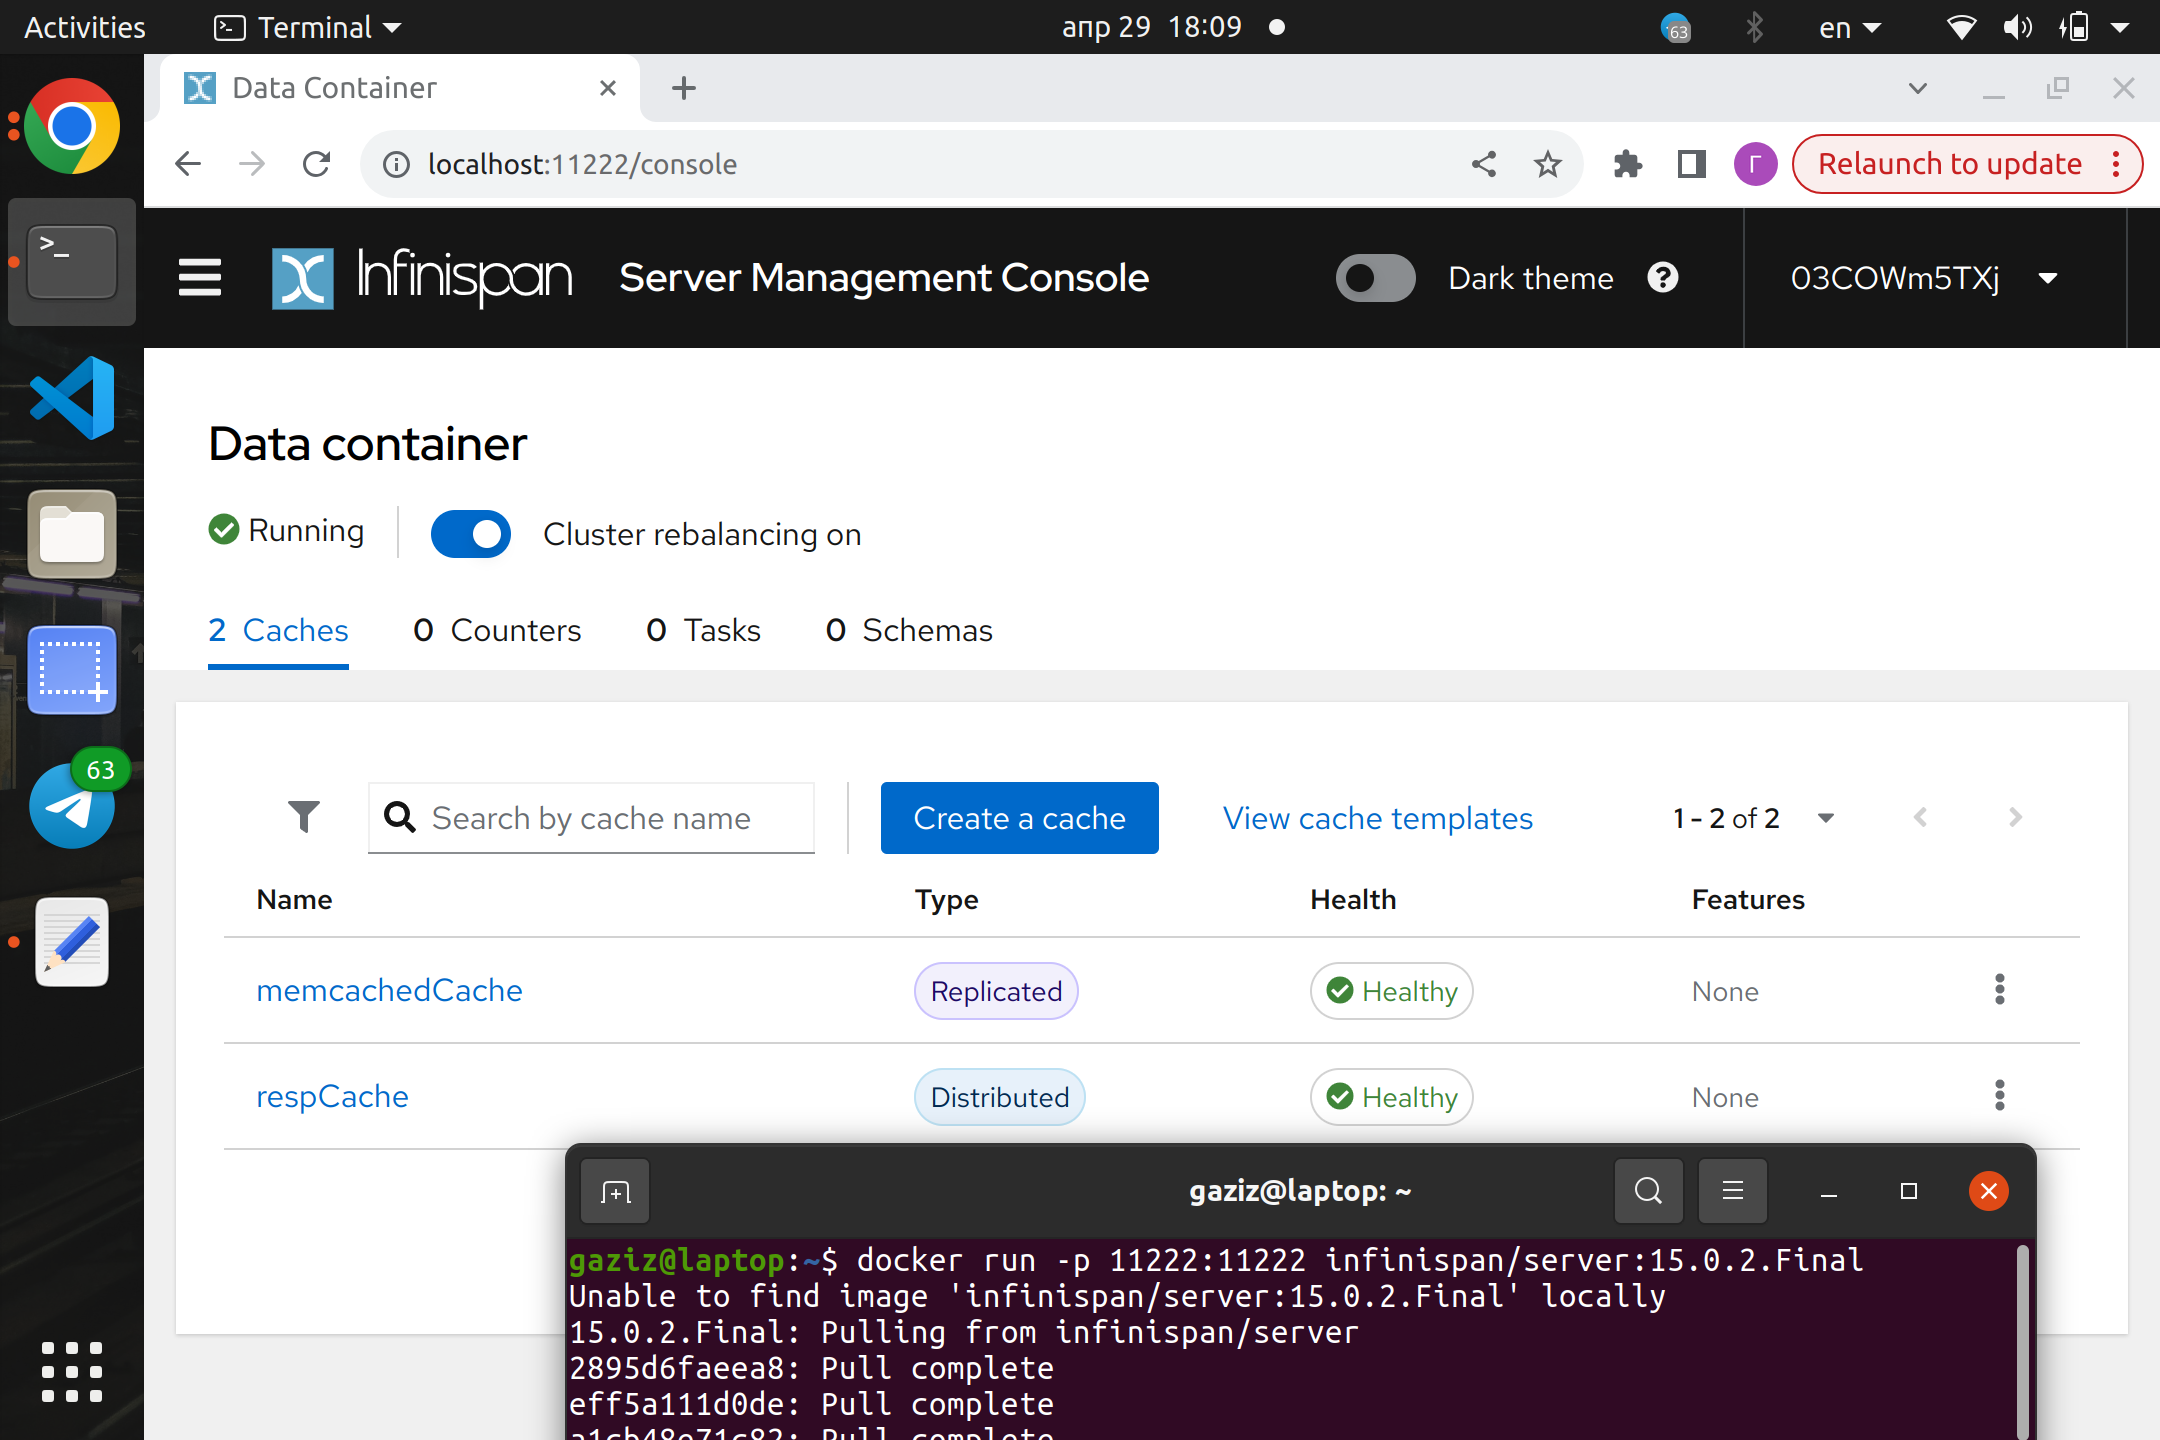 Activities
Terminal
апр 29 18:09
63
en
Data Container
localhost:11222/console
Г
Relaunch to update
Infinispan
Server Management Console
Dark theme
03COWm5TXj
Data container
Running
Cluster rebalancing on
2 Caches
0 Counters
0 Tasks
0 Schemas
63
Search by cache name
Create a cache
View cache templates
1 - 2 of 2
Name Type Health Features
memcachedCache Replicated Healthy None
respCache Distributed Healthy None
gaziz@laptop: ~
gaziz@laptop:~$ docker run -p 11222:11222 infinispan/server:15.0.2.Final
Unable to find image 'infinispan/server:15.0.2.Final' locally
15.0.2.Final: Pulling from infinispan/server
2895d6faeea8: Pull complete
eff5a111d0de: Pull complete
a1cb48e71c82: Pull complete